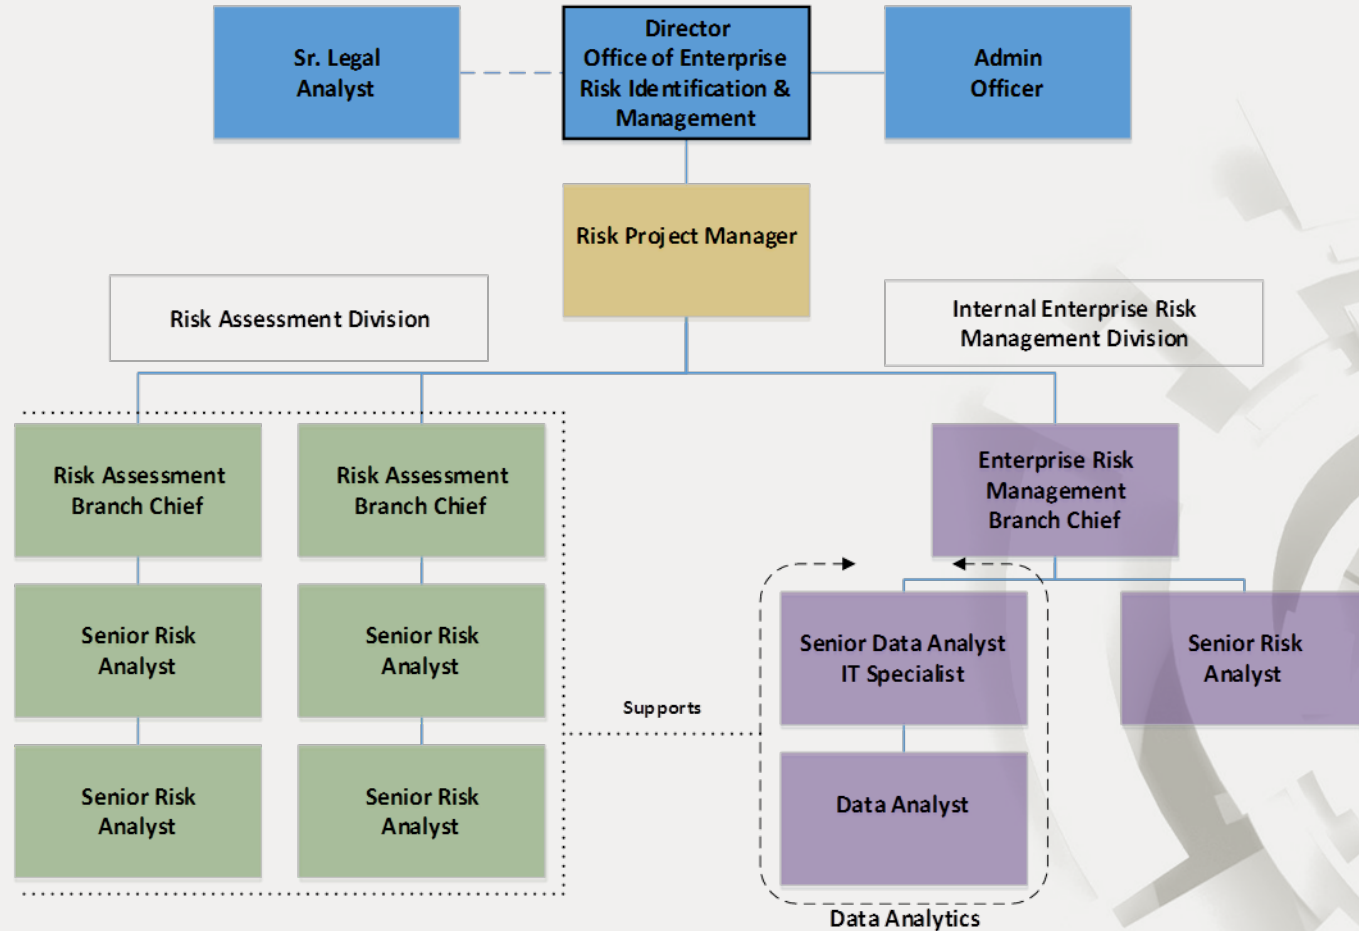 Sr. Legal
Analyst
Director
Office of Enterprise
Risk Identification &
Management
Admin
Officer
Risk Project Manager
Risk Assessment Division
Internal Enterprise Risk
Management Division
Risk Assessment
Branch Chief
Risk Assessment
Branch Chief
Enterprise Risk
Management
Branch Chief
Senior Risk
Analyst
Senior Risk
Analyst
Senior Data Analyst
IT Specialist
Senior Risk
Analyst
Supports
Senior Risk
Analyst
Senior Risk
Analyst
Data Analyst
Data Analytics